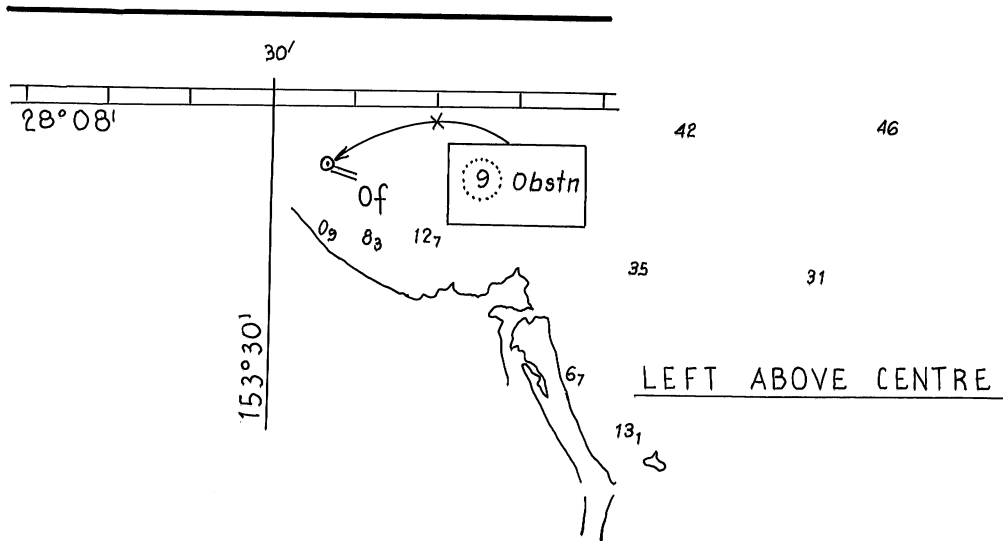 30'
28°08'
42
46
9 Obstn
Of
0₉ 8₃ 12₇
35
31
153°30'
6₇
LEFT ABOVE CENTRE
13₁